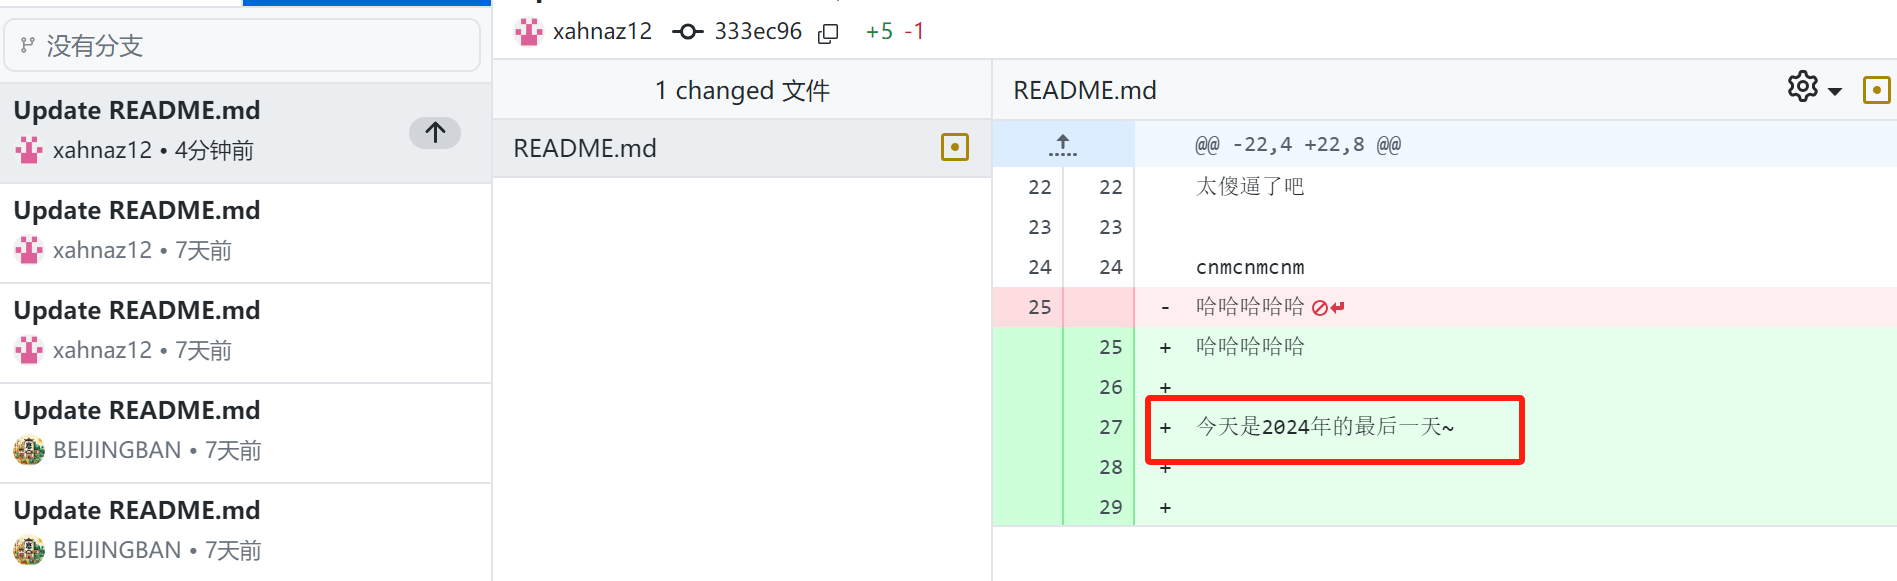 没有分支
Update README.md
xahnaz12 • 4分钟前
Update README.md
xahnaz12 • 7天前
Update README.md
xahnaz12 • 7天前
Update README.md
BEIJINGBAN • 7天前
Update README.md
BEIJINGBAN • 7天前
xahnaz12 333ec96 +5 -1
1 changed 文件
README.md
README.md
@@ -22,4 +22,8 @@
22 22 太傻逼了吧
23 23
24 24 cnmcnmcnm
25 - 哈哈哈哈哈
25 + 哈哈哈哈哈
26 +
27 + 今天是2024年的最后一天~
28 +
29 +